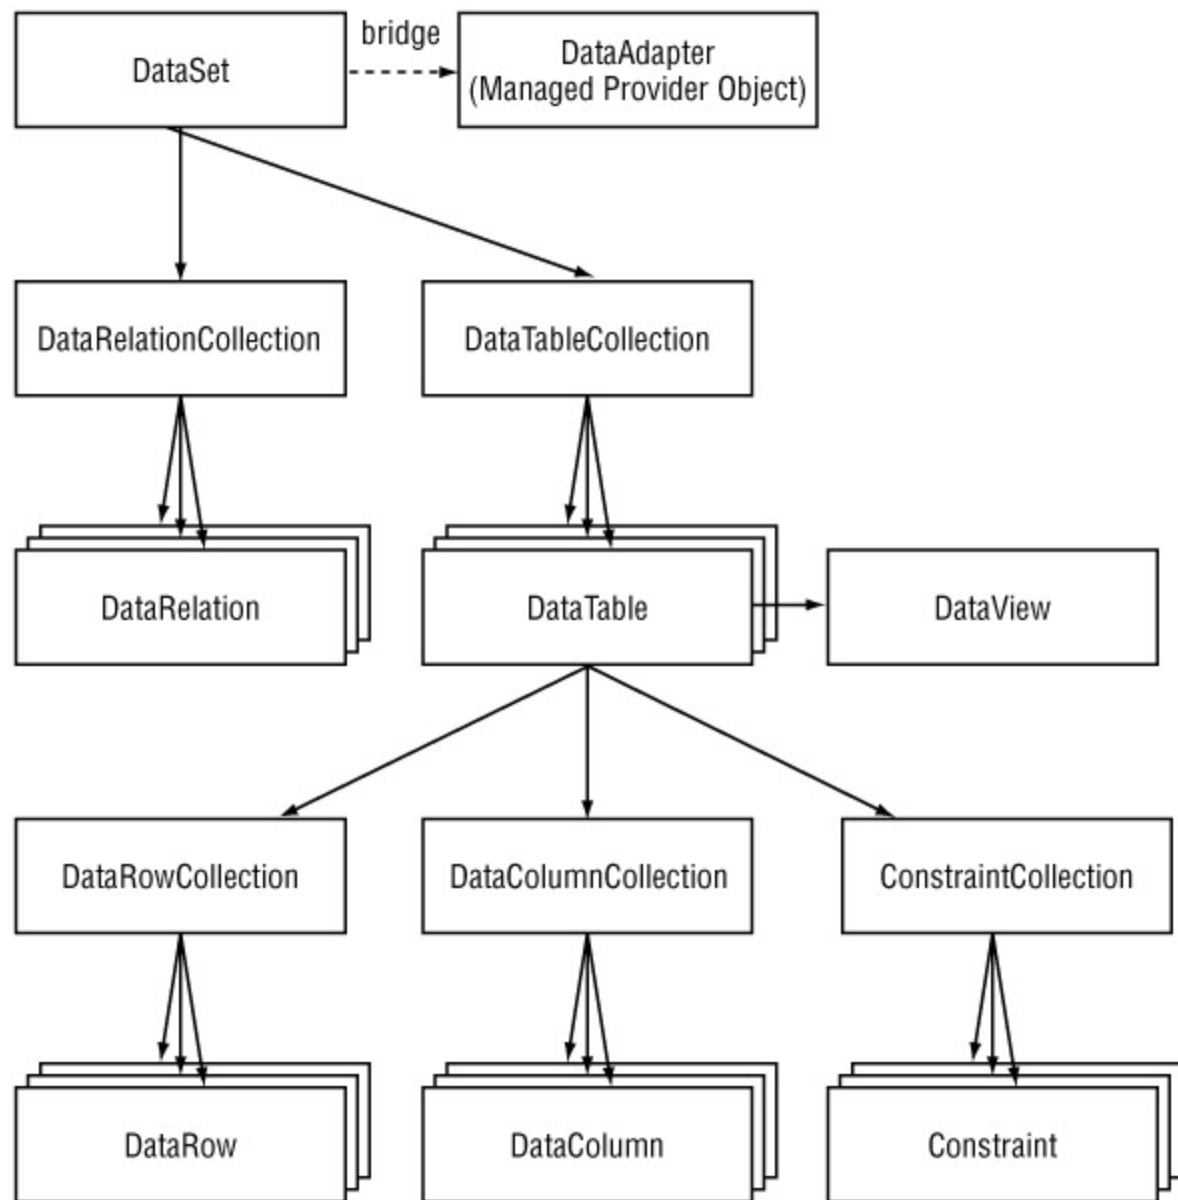 DataSet
bridge
DataAdapter
(Managed Provider Object)
DataRelationCollection
DataTableCollection
DataRelation
DataTable
DataView
DataRowCollection
DataColumnCollection
ConstraintCollection
DataRow
DataColumn
Constraint